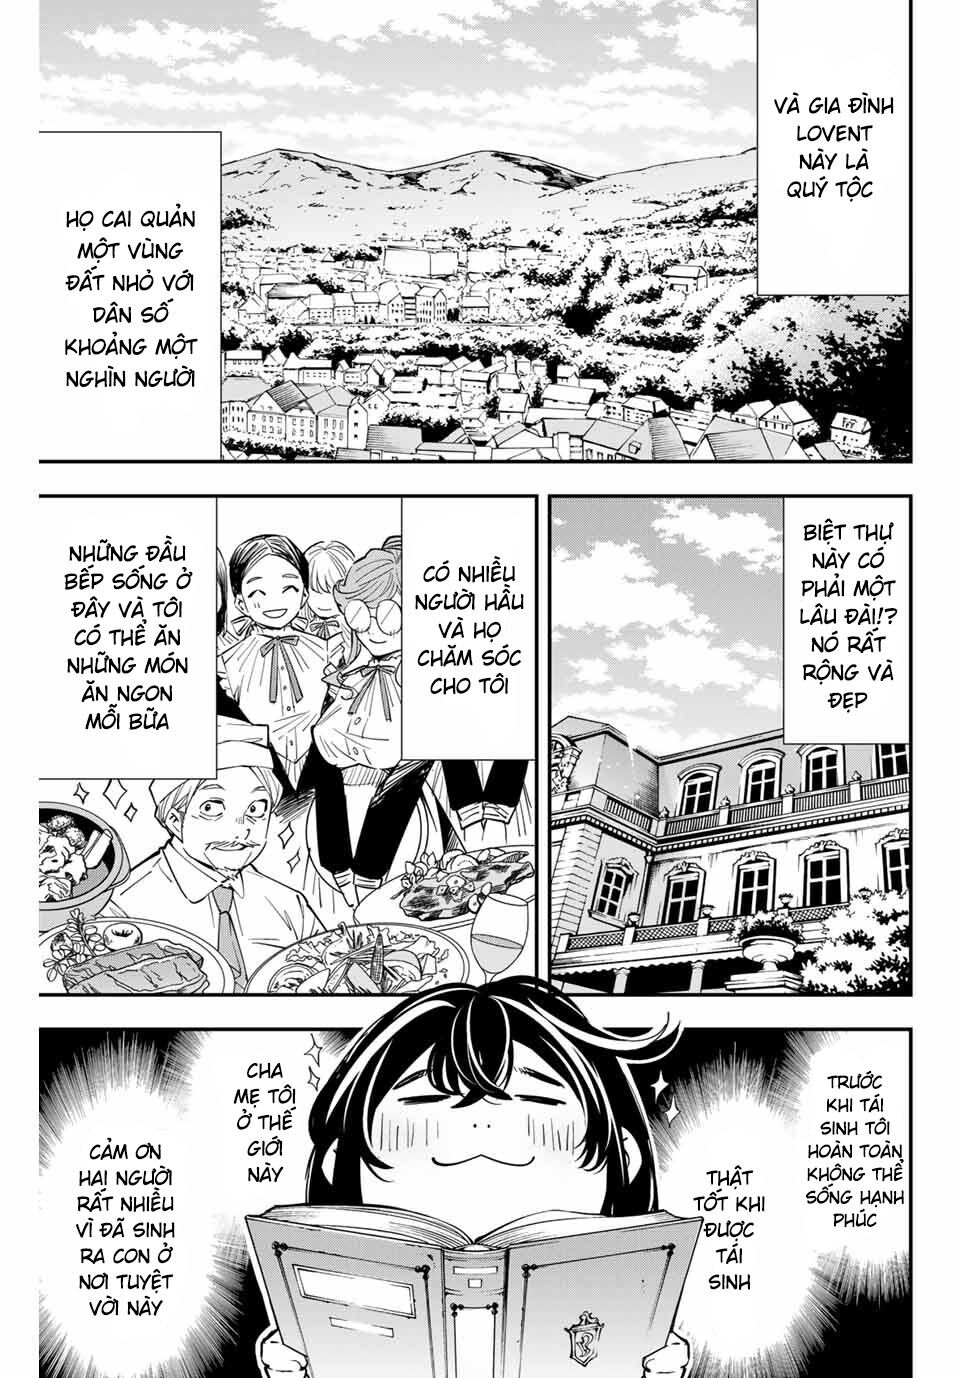 VÀ GIA ĐÌNH
LOVENT
NÀY LÀ
QUÝ TỘC
HỌ CAI QUẢN
MỘT VÙNG
ĐẤT NHỎ VỚI
DÂN SỐ
KHOẢNG MỘT
NGHÌN NGƯỜI
BIỆT THỰ
NÀY CÓ
PHẢI MỘT
LÂU ĐÀI!?
NÓ RẤT
RỘNG VÀ
ĐẸP
CÓ NHIỀU
NGƯỜI HẦU
VÀ HỌ
CHĂM SÓC
CHO TÔI
NHỮNG ĐẦU
BẾP SỐNG Ở
ĐÂY VÀ TÔI
CÓ THỂ ĂN
NHỮNG MÓN
ĂN NGON
MỖI BỮA
TRƯỚC
KHI TÁI
SINH TÔI
HOÀN TOÀN
KHÔNG THỂ
SỐNG HẠNH
PHÚC
THẬT
TỐT KHI
ĐƯỢC
TÁI
SINH
CHA
MẸ TÔI
Ở THẾ
GIỚI
NÀY
CẢM ƠN
HAI NGƯỜI
RẤT NHIỀU
VÌ ĐÃ SINH
RA CON Ở
NƠI TUYỆT
VỜI NÀY